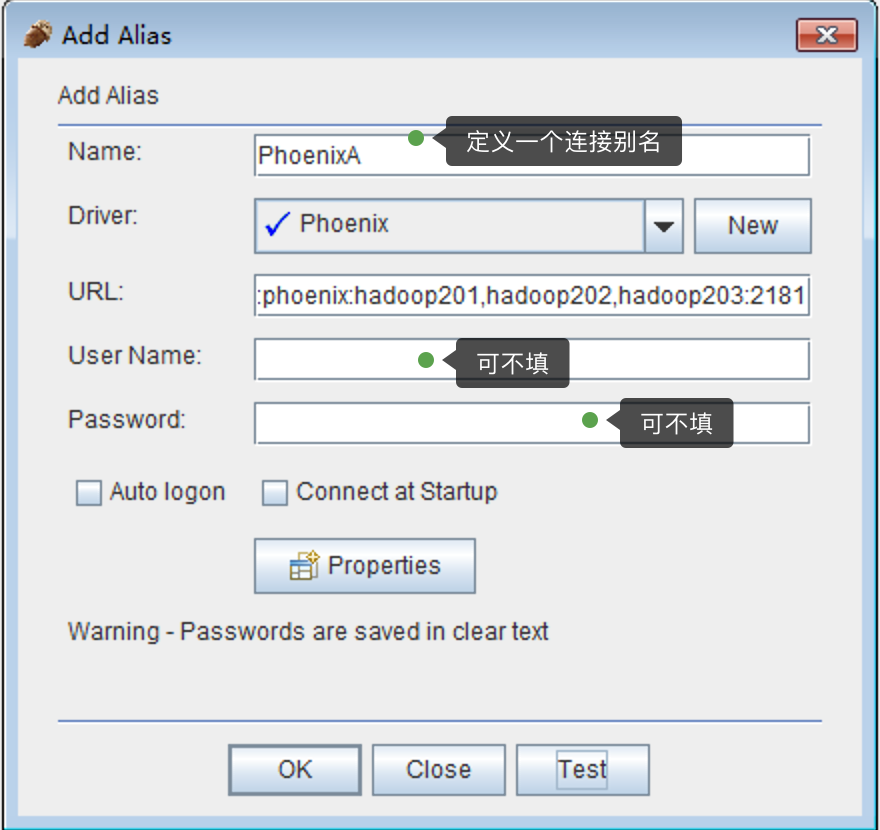 Add Alias
Add Alias
Name:
PhoenixA
定义一个连接别名
Driver:
Phoenix
New
URL:
:phoenix:hadoop201,hadoop202,hadoop203:2181
User Name:
可不填
Password:
可不填
Auto logon
Connect at Startup
Properties
Warning - Passwords are saved in clear text
OK
Close
Test